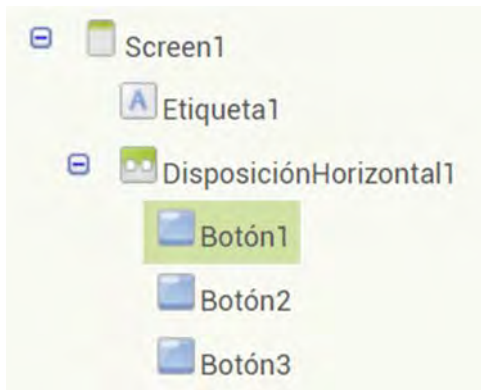 Screen1
A Etiqueta1
DisposiciónHorizontal1
Botón1
Botón2
Botón3